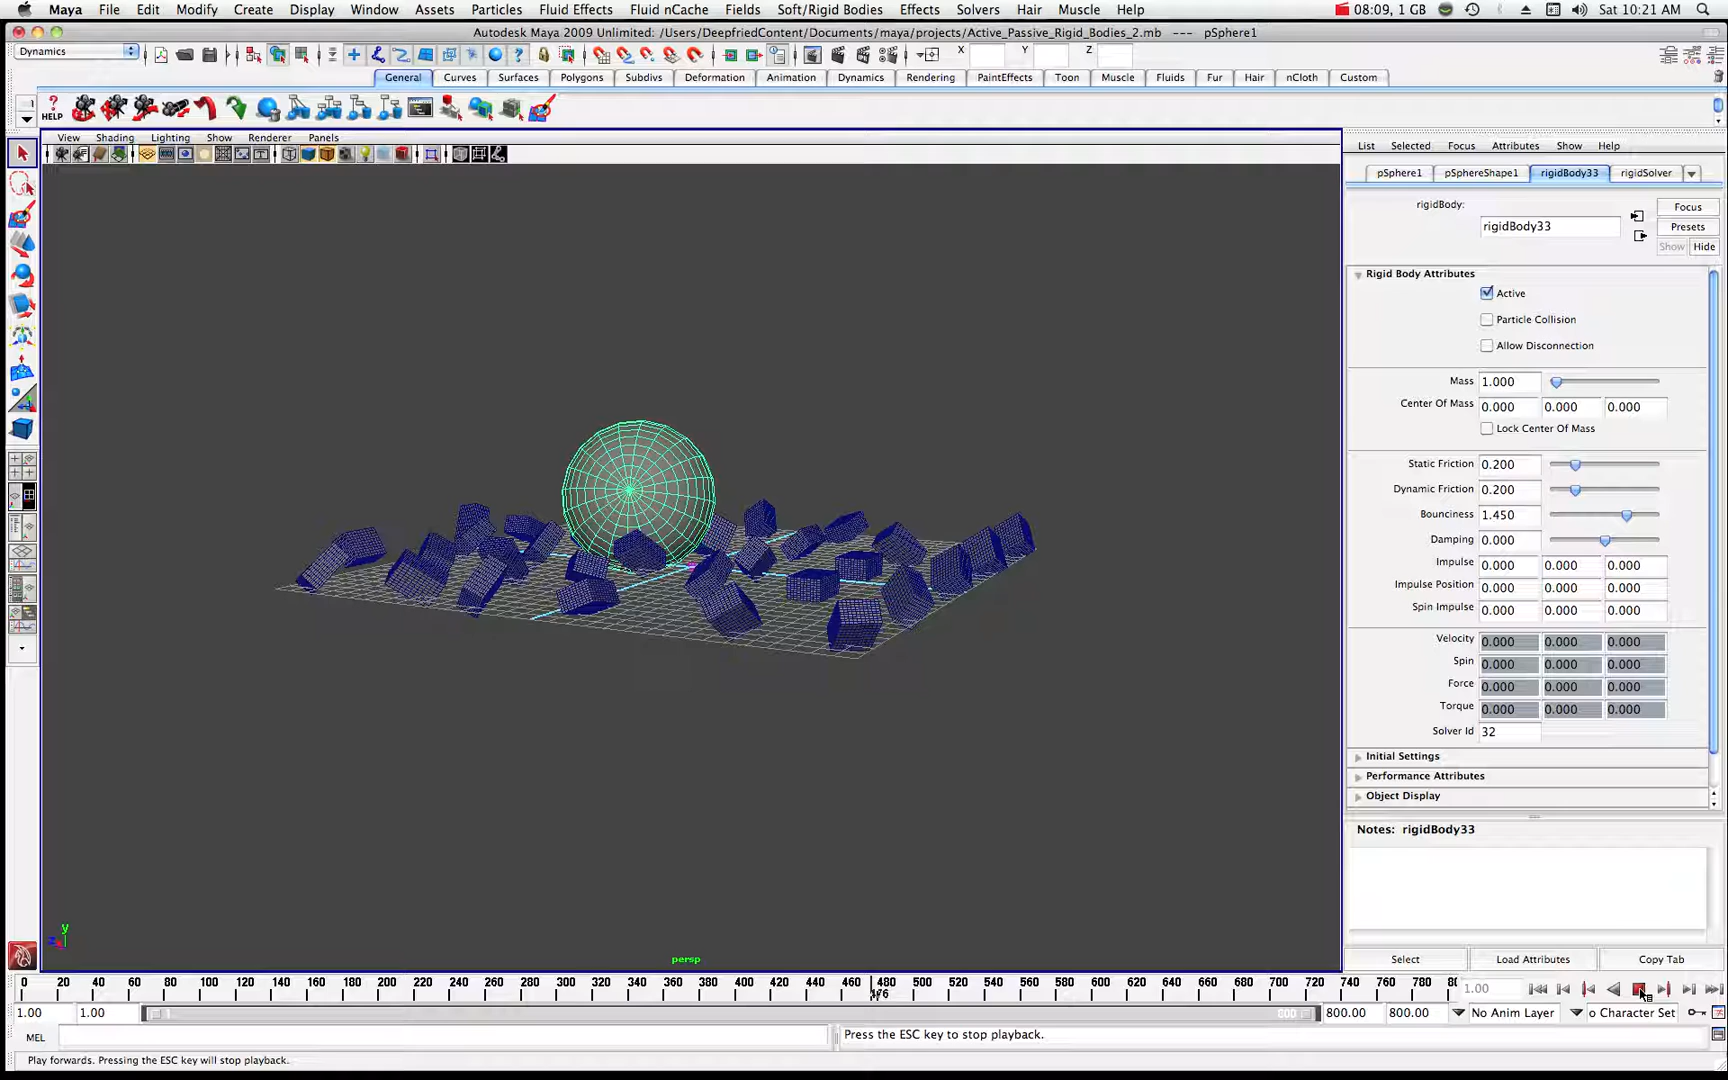 Maya File Edit Modify Create Display Window Assets Particles Fluid Effects Fluid nCache Fields Soft/Rigid Bodies Effects Solvers Hair Muscle Help 08:09, 1 GB Sat 10:21 AM
Autodesk Maya 2009 Unlimited: /Users/DeepfriedContent/Documents/maya/projects/Active_Passive_Rigid_Bodies_2.mb --- pSphere1
Dynamics X Y Z
General Curves Surfaces Polygons Subdivs Deformation Animation Dynamics Rendering PaintEffects Toon Muscle Fluids Fur Hair nCloth Custom
? HELP
View Shading Lighting Show Renderer Panels
List Selected Focus Attributes Show Help
pSphere1 pSphereShape1 rigidBody33 rigidSolver
rigidBody: rigidBody33
Focus
Presets
Show Hide
Rigid Body Attributes
Active
Particle Collision
Allow Disconnection
Mass 1.000
Center Of Mass 0.000 0.000 0.000
Lock Center Of Mass
Static Friction 0.200
Dynamic Friction 0.200
Bounciness 1.450
Damping 0.000
Impulse 0.000 0.000 0.000
Impulse Position 0.000 0.000 0.000
Spin Impulse 0.000 0.000 0.000
Velocity 0.000 0.000 0.000
Spin 0.000 0.000 0.000
Force 0.000 0.000 0.000
Torque 0.000 0.000 0.000
Solver Id 32
Initial Settings
Performance Attributes
Object Display
Notes: rigidBody33
Select Load Attributes Copy Tab
y
z
persp
0 20 40 60 80 100 120 140 160 180 200 220 240 260 280 300 320 340 360 380 400 420 440 460 480 500 520 540 560 580 600 620 640 660 680 700 720 740 760 780 80
476
1.00
1.00 1.00 1 800 800.00 800.00 No Anim Layer o Character Set
MEL Press the ESC key to stop playback.
Play forwards. Pressing the ESC key will stop playback.